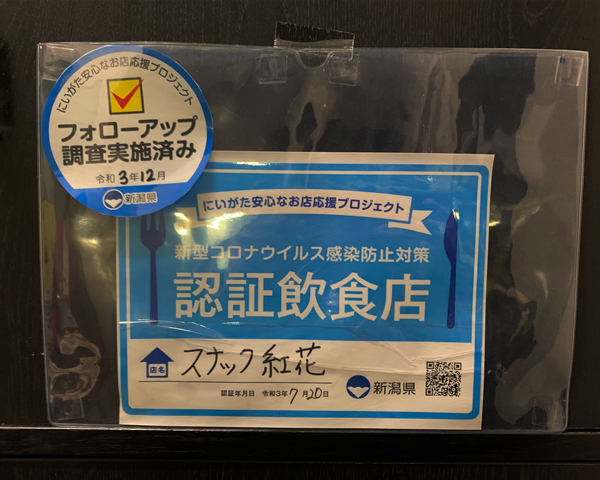 にいがた安心なお店応援プロジェクト
フォローアップ
調査実施済み
令和3年12月
新潟県
にいがた安心なお店応援プロジェクト
新型コロナウイルス感染防止対策
認証飲食店
店名 スナック紅花
認証年月日 令和3年7月20日
新潟県